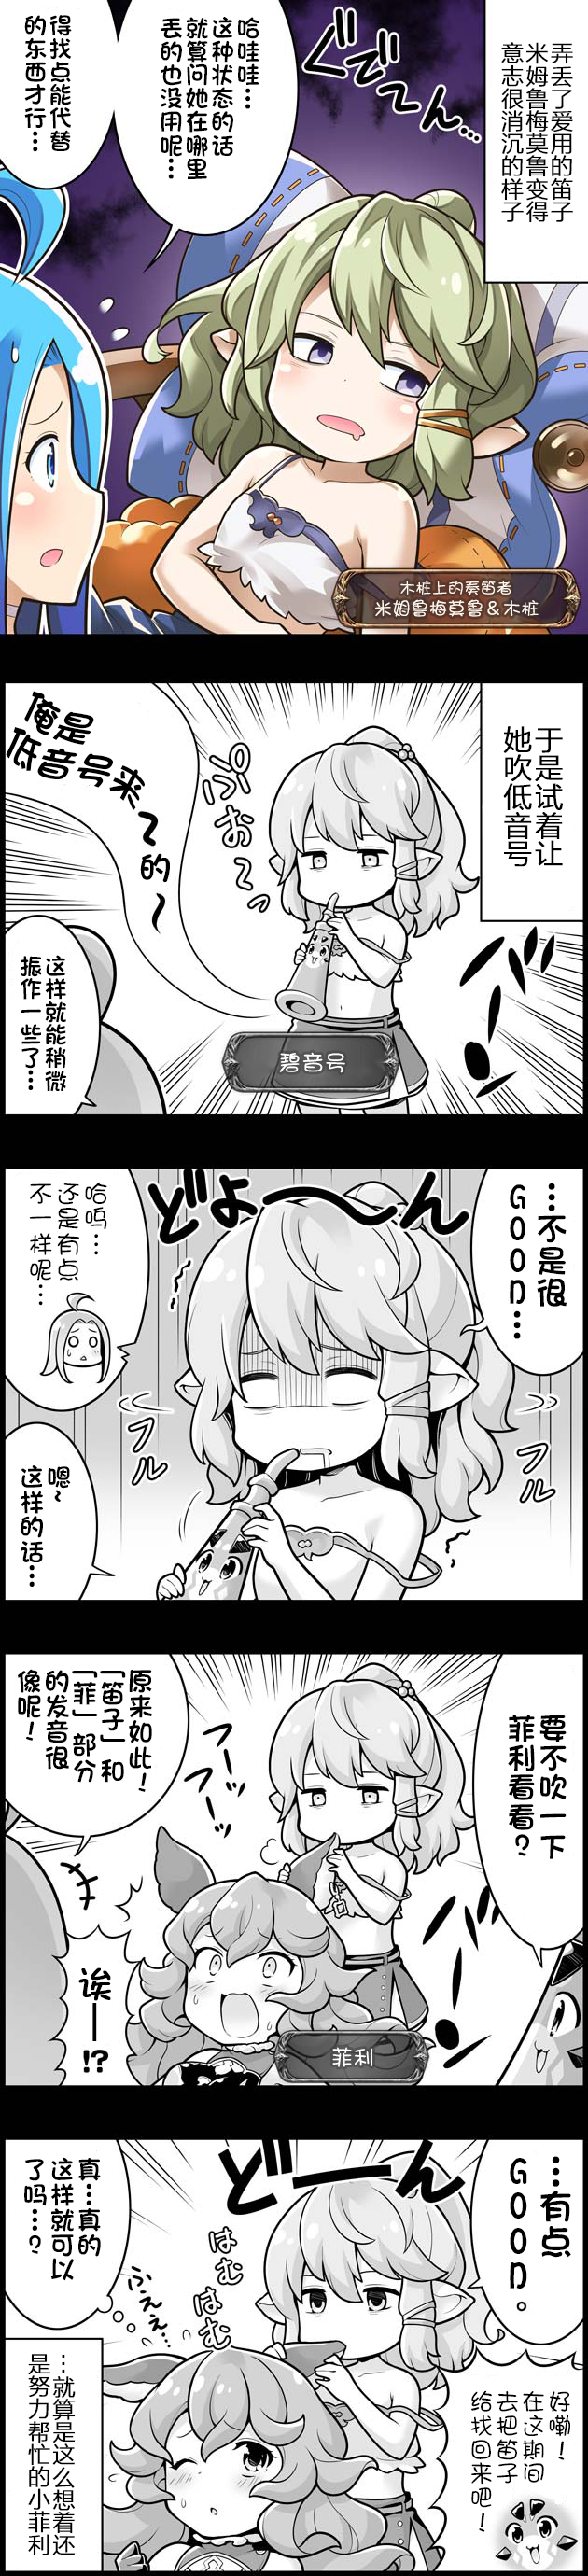 弄丢了爱用的笛子
米姆鲁梅莫鲁变得
意志很消沉的样子
ぐでーん…
哈哇哇…
这种状态的话
就算问她在哪里
丢的也没用呢…
得找点能代替
的东西才行…
木桩上的奏笛者
米姆鲁梅莫鲁＆木桩
于是试着让
她吹低音号
ぷおーっ
俺是
低音号来
的～
这样就能稍微
振作一些了…
碧音号
…不是很
GOOD…
どよ～ん
哈呜…
还是有点
不一样呢…
フル
フル
嗯~
这样的话…
要不吹一下
菲利看看?
フーッ
フーッ
原来如此!
「笛子」和
「菲」部分
的发音很
像呢!
诶—!?
菲利
…有点
GOOD。
どーん
はむはむ
ふえぇ…
真…真的
这样就可以
了吗…?
好嘞!
在这期间
去把笛子
给找回来吧!
…就算是这么想着还
是努力帮忙的小菲利